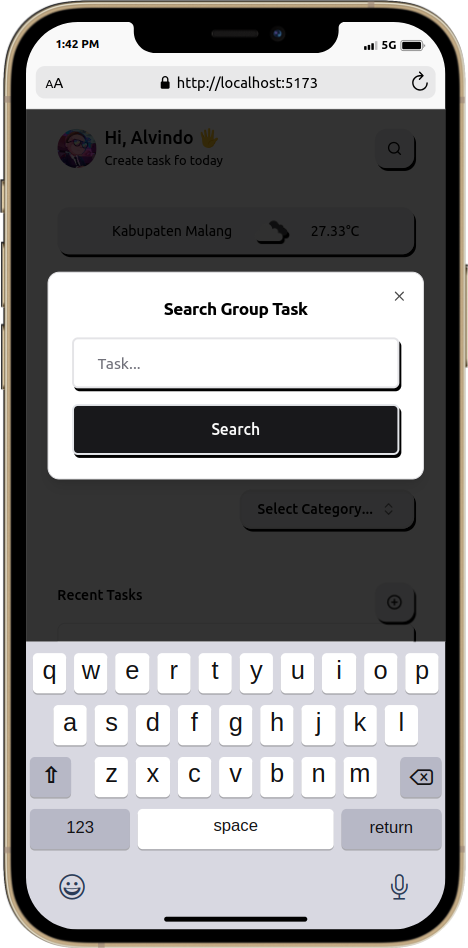 1:42 PM
5G
AA
http://localhost:5173
Hi, Alvindo 🖐
Create task fo today
Kabupaten Malang
27.33°C
Search Group Task
Task...
Search
Select Category...
Recent Tasks
q w e r t y u i o p
a s d f g h j k l
z x c v b n m
123 space return